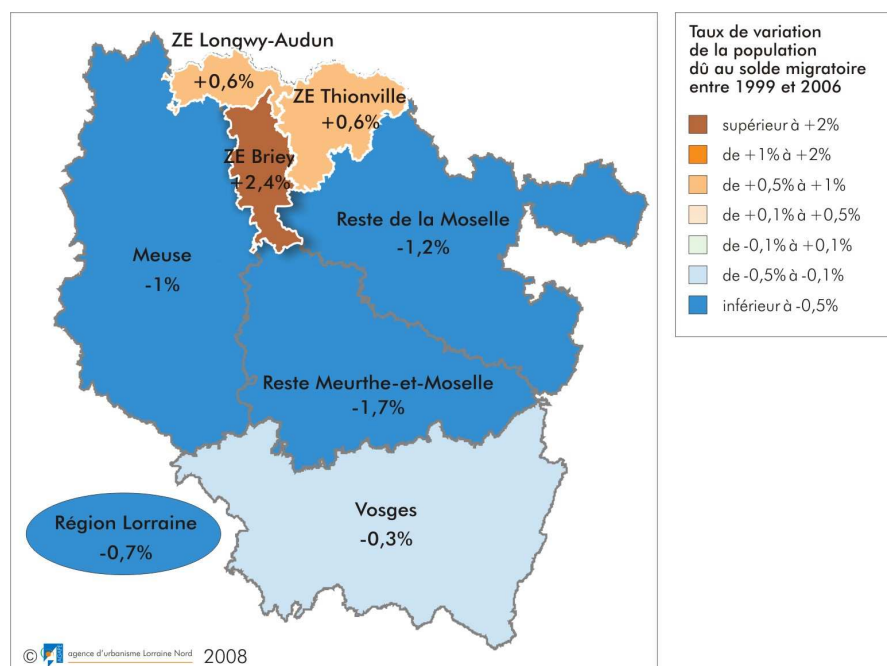 ZE Longwy-Audun
+0,6%
ZE Thionville
+0,6%
ZE Briey
+2,4%
Reste de la Moselle
-1,2%
Meuse
-1%
Reste Meurthe-et-Moselle
-1,7%
Vosges
-0,3%
Région Lorraine
-0,7%
© agence d'urbanisme Lorraine Nord 2008
Taux de variation
de la population
dû au solde migratoire
entre 1999 et 2006
supérieur à +2%
de +1% à +2%
de +0,5% à +1%
de +0,1% à +0,5%
de -0,1% à +0,1%
de -0,5% à -0,1%
inférieur à -0,5%